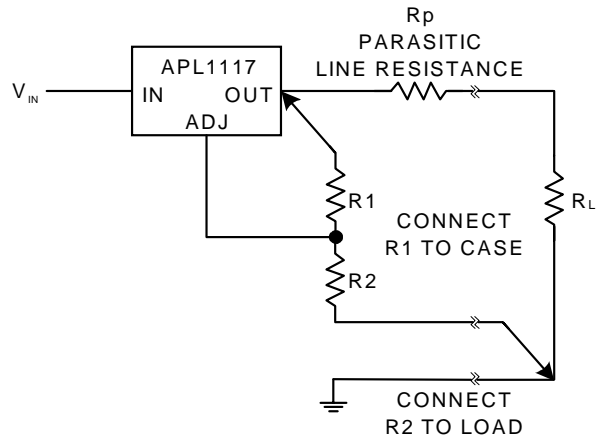 Rp
PARASITIC
LINE RESISTANCE
APL1117
VIN
IN OUT
ADJ
R1
RL
CONNECT
R1 TO CASE
R2
CONNECT
R2 TO LOAD